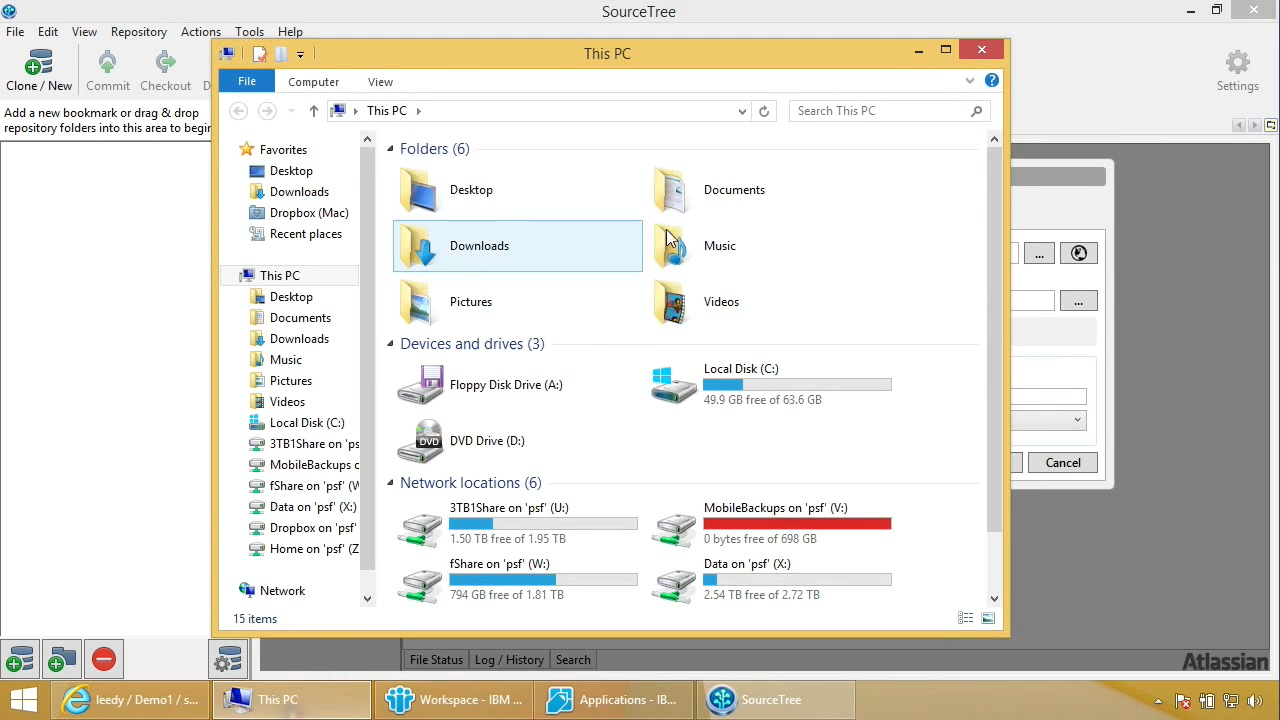 SourceTree
File Edit View Repository Actions Tools Help
Clone / New Commit Checkout D
Settings
Add a new bookmark or drag & drop
repository folders into this area to begin
This PC
File Computer View
This PC
Search This PC
Favorites
Desktop
Downloads
Dropbox (Mac)
Recent places
This PC
Desktop
Documents
Downloads
Music
Pictures
Videos
Local Disk (C:)
3TB1Share on 'ps
MobileBackups o
fShare on 'psf' (W
Data on 'psf' (X:)
Dropbox on 'psf'
Home on 'psf' (Z
Network
Folders (6)
Desktop
Documents
Downloads
Music
Pictures
Videos
Devices and drives (3)
Floppy Disk Drive (A:)
Local Disk (C:)
49.9 GB free of 63.6 GB
DVD
DVD Drive (D:)
Network locations (6)
3TB1Share on 'psf' (U:)
1.50 TB free of 1.95 TB
MobileBackups on 'psf' (V:)
0 bytes free of 698 GB
fShare on 'psf' (W:)
794 GB free of 1.81 TB
Data on 'psf' (X:)
2.54 TB free of 2.72 TB
15 items
...
...
Cancel
File Status Log / History Search
Atlassian
leedy / Demo1 / s...
This PC
Workspace - IBM ...
Applications - IB...
SourceTree